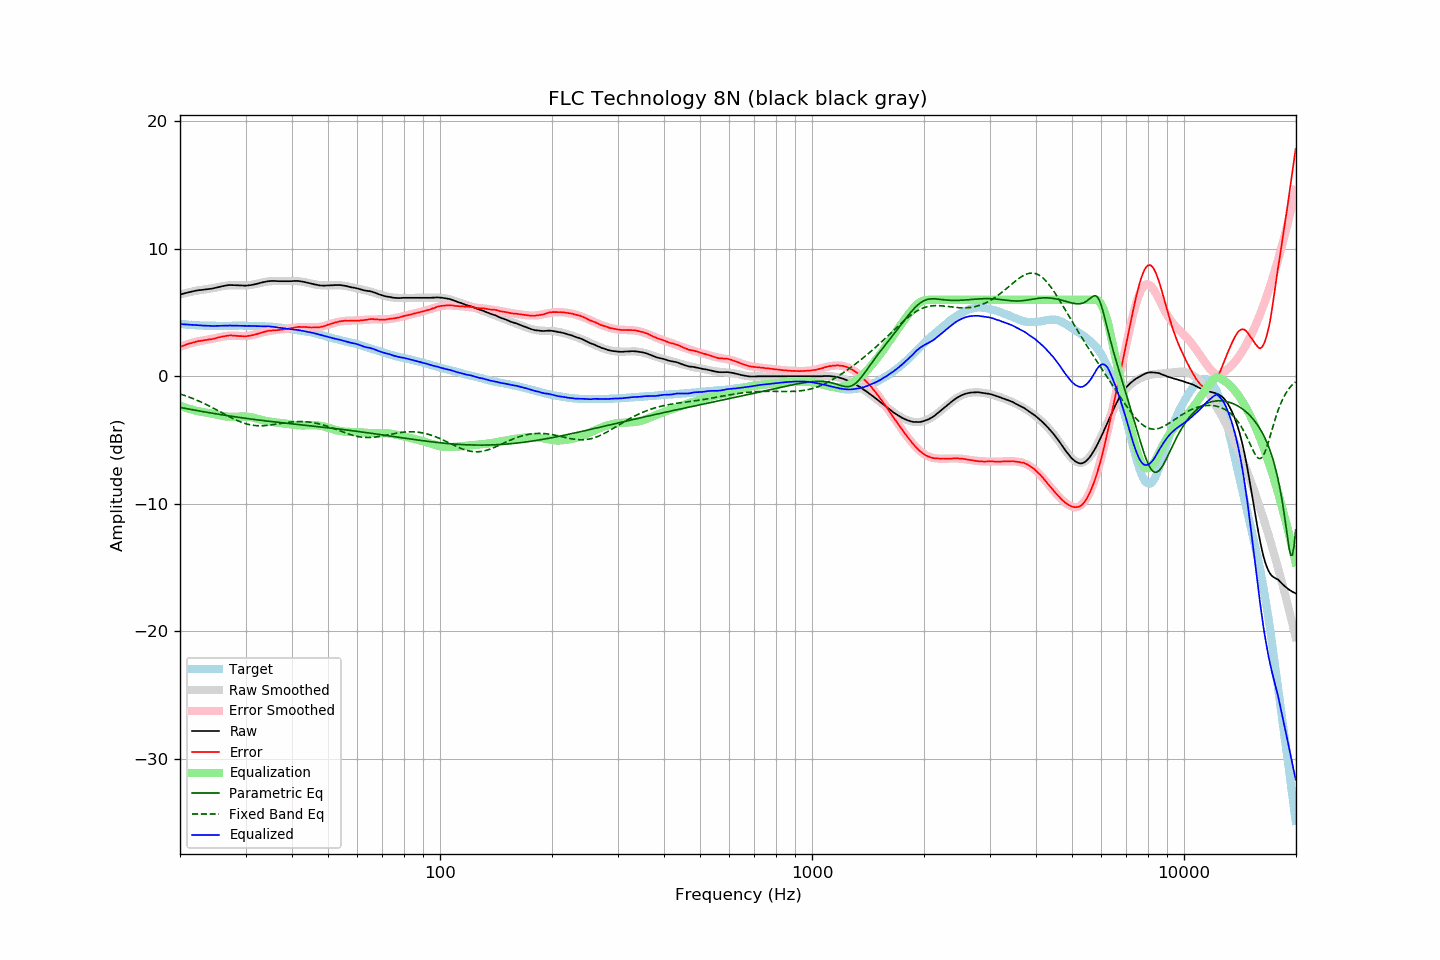 FLC Technology 8N (black black gray)
20
10
0
−10
−20
−30
Amplitude (dBr)
Target
Raw Smoothed
Error Smoothed
Raw
Error
Equalization
Parametric Eq
Fixed Band Eq
Equalized
100
1000
10000
Frequency (Hz)